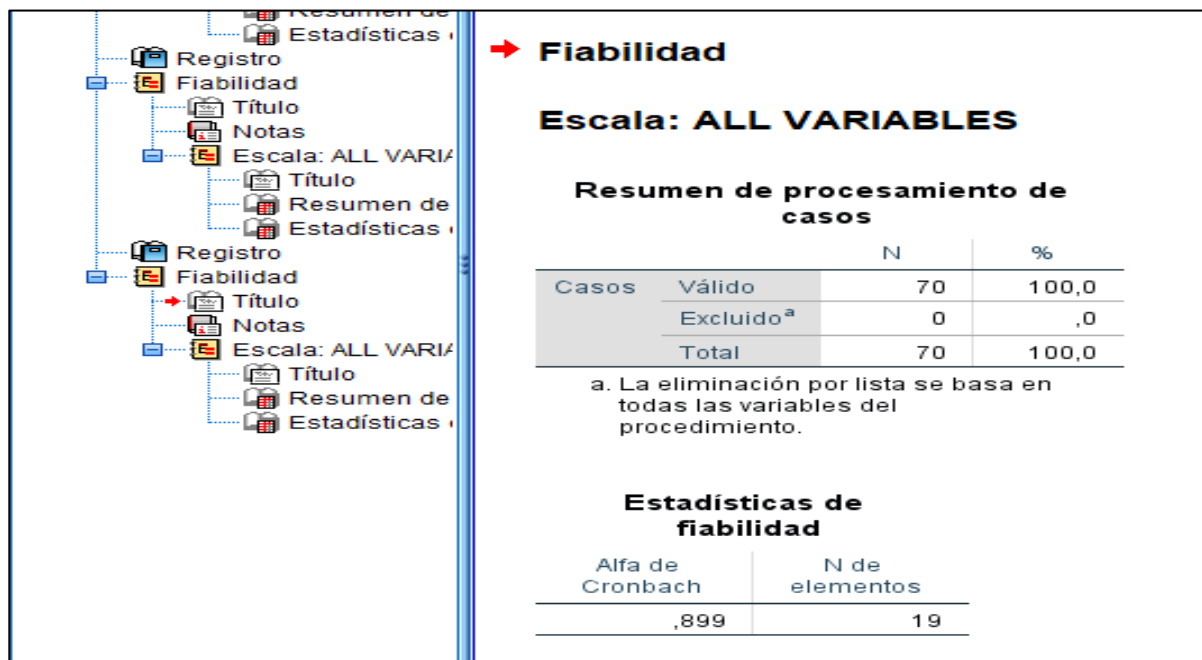 Resumen de
Estadísticas
Registro
Fiabilidad
Título
Notas
Escala: ALL VARIA
Título
Resumen de
Estadísticas
Registro
Fiabilidad
Título
Notas
Escala: ALL VARIA
Título
Resumen de
Estadísticas
Fiabilidad
Escala: ALL VARIABLES
Resumen de procesamiento de
casos
N %
Casos Válido 70 100,0
Excluido^a 0 ,0
Total 70 100,0
a. La eliminación por lista se basa en
todas las variables del
procedimiento.
Estadísticas de
fiabilidad
Alfa de N de
Cronbach elementos
,899 19